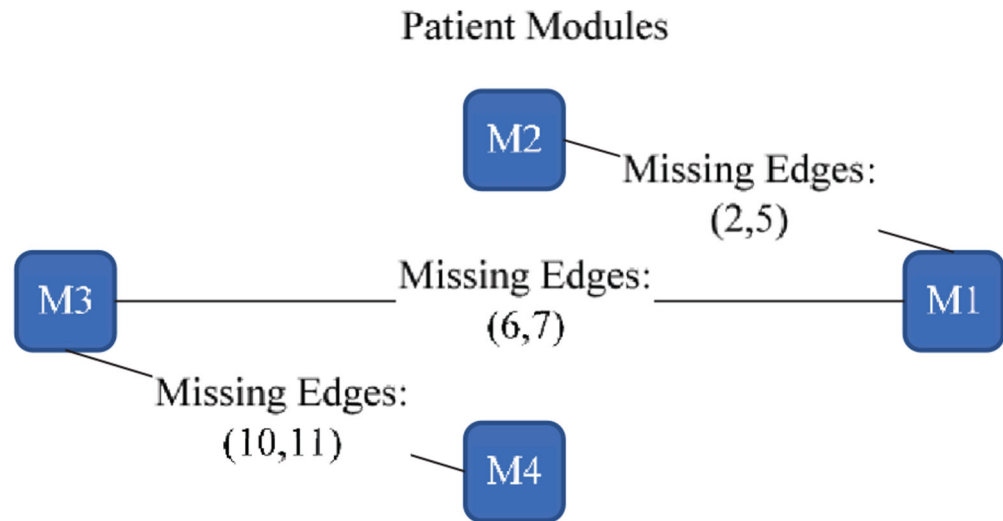 Patient Modules
M2
Missing Edges:
(2,5)
M3
Missing Edges:
(6,7)
M1
Missing Edges:
(10,11)
M4